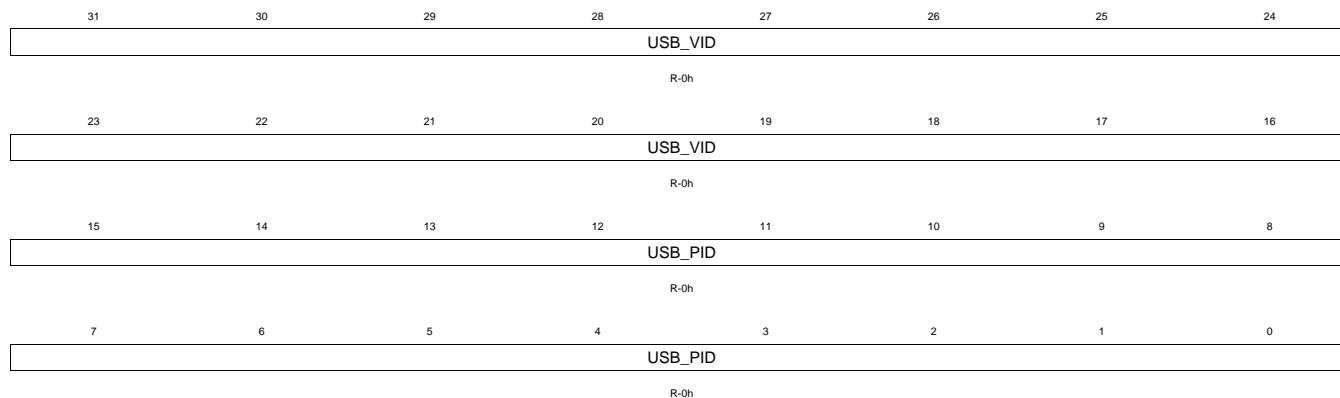 31 30 29 28 27 26 25 24
USB_VID
R-0h
23 22 21 20 19 18 17 16
USB_VID
R-0h
15 14 13 12 11 10 9 8
USB_PID
R-0h
7 6 5 4 3 2 1 0
USB_PID
R-0h